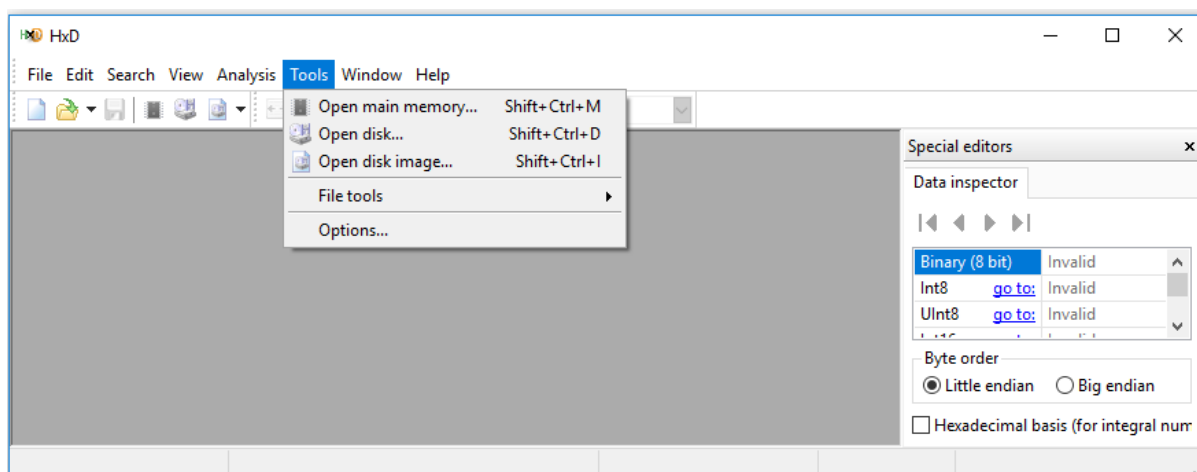 HxD
File Edit Search View Analysis Tools Window Help
Open main memory... Shift+Ctrl+M
Open disk... Shift+Ctrl+D
Open disk image... Shift+Ctrl+I
File tools
Options...
Special editors
Data inspector
Binary (8 bit) Invalid
Int8 go to: Invalid
UInt8 go to: Invalid
Byte order
Little endian Big endian
Hexadecimal basis (for integral num